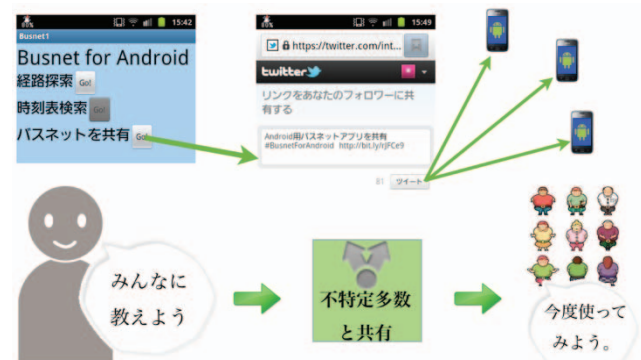 80%
15:42
Busnet1
Busnet for Android
経路探索 Go!
時刻表検索 Go!
バスネットを共有 Go!
80%
15:49
https://twitter.com/int...
twitter
リンクをあなたのフォロワーに共
有する
Android用バスネットアプリを共有
#BusnetForAndroid http://bit.ly/rJFCe9
81 ツイート
みんなに
教えよう
不特定多数
と共有
今度使って
みよう。